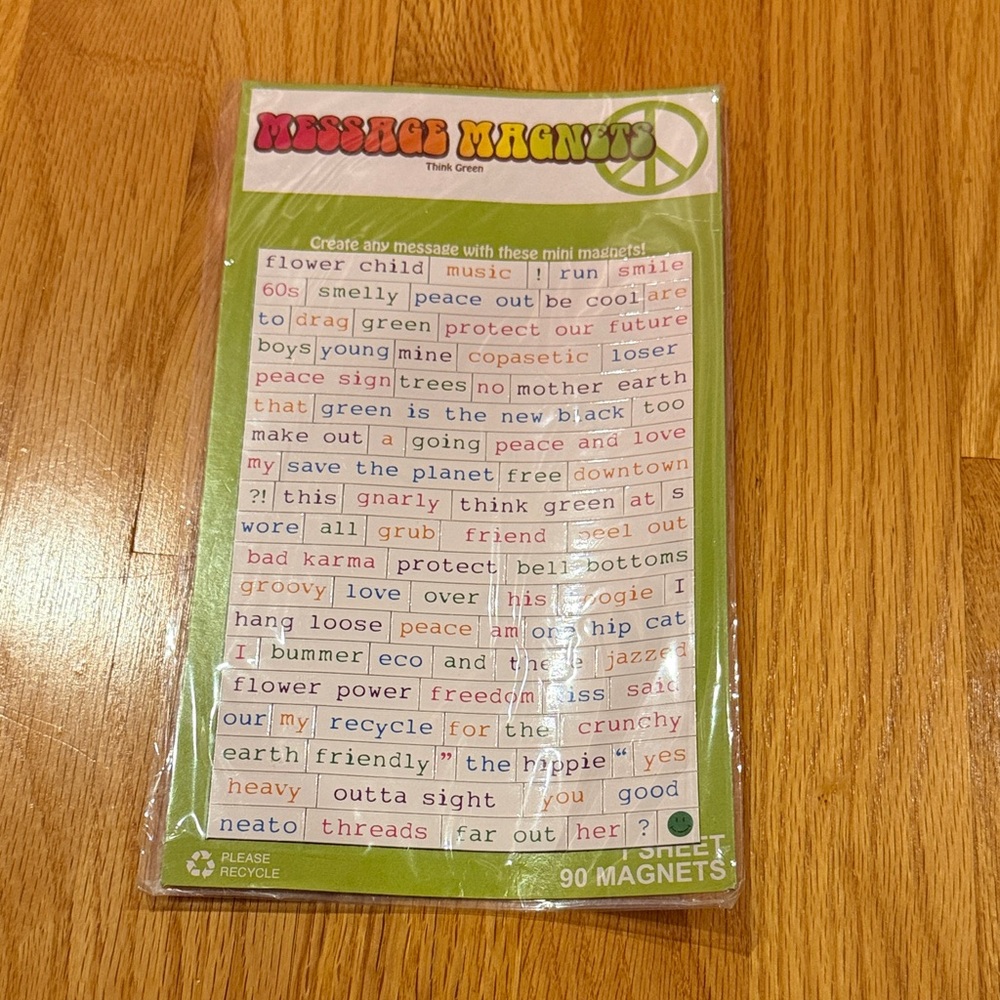 MESSAGE MAGNETS
Think Green
Create any message with these mini magnets!
flower child music ! run smile
60s smelly peace out be cool are
to drag green protect our future
boys young mine copasetic loser
peace sign trees no mother earth
that green is the new black too
make out a going peace and love
my save the planet free downtown
?! this gnarly think green at s
wore all grub friend peel out
bad karma protect bell bottoms
groovy love over his I
hang loose peace am one hip cat
I bummer eco and these jazzed
flower power freedom kiss said
our my recycle for the crunchy
earth friendly ” the hippie “ yes
heavy outta sight you good
neato threads far out her ?
PLEASE
RECYCLE
1 SHEET
90 MAGNETS